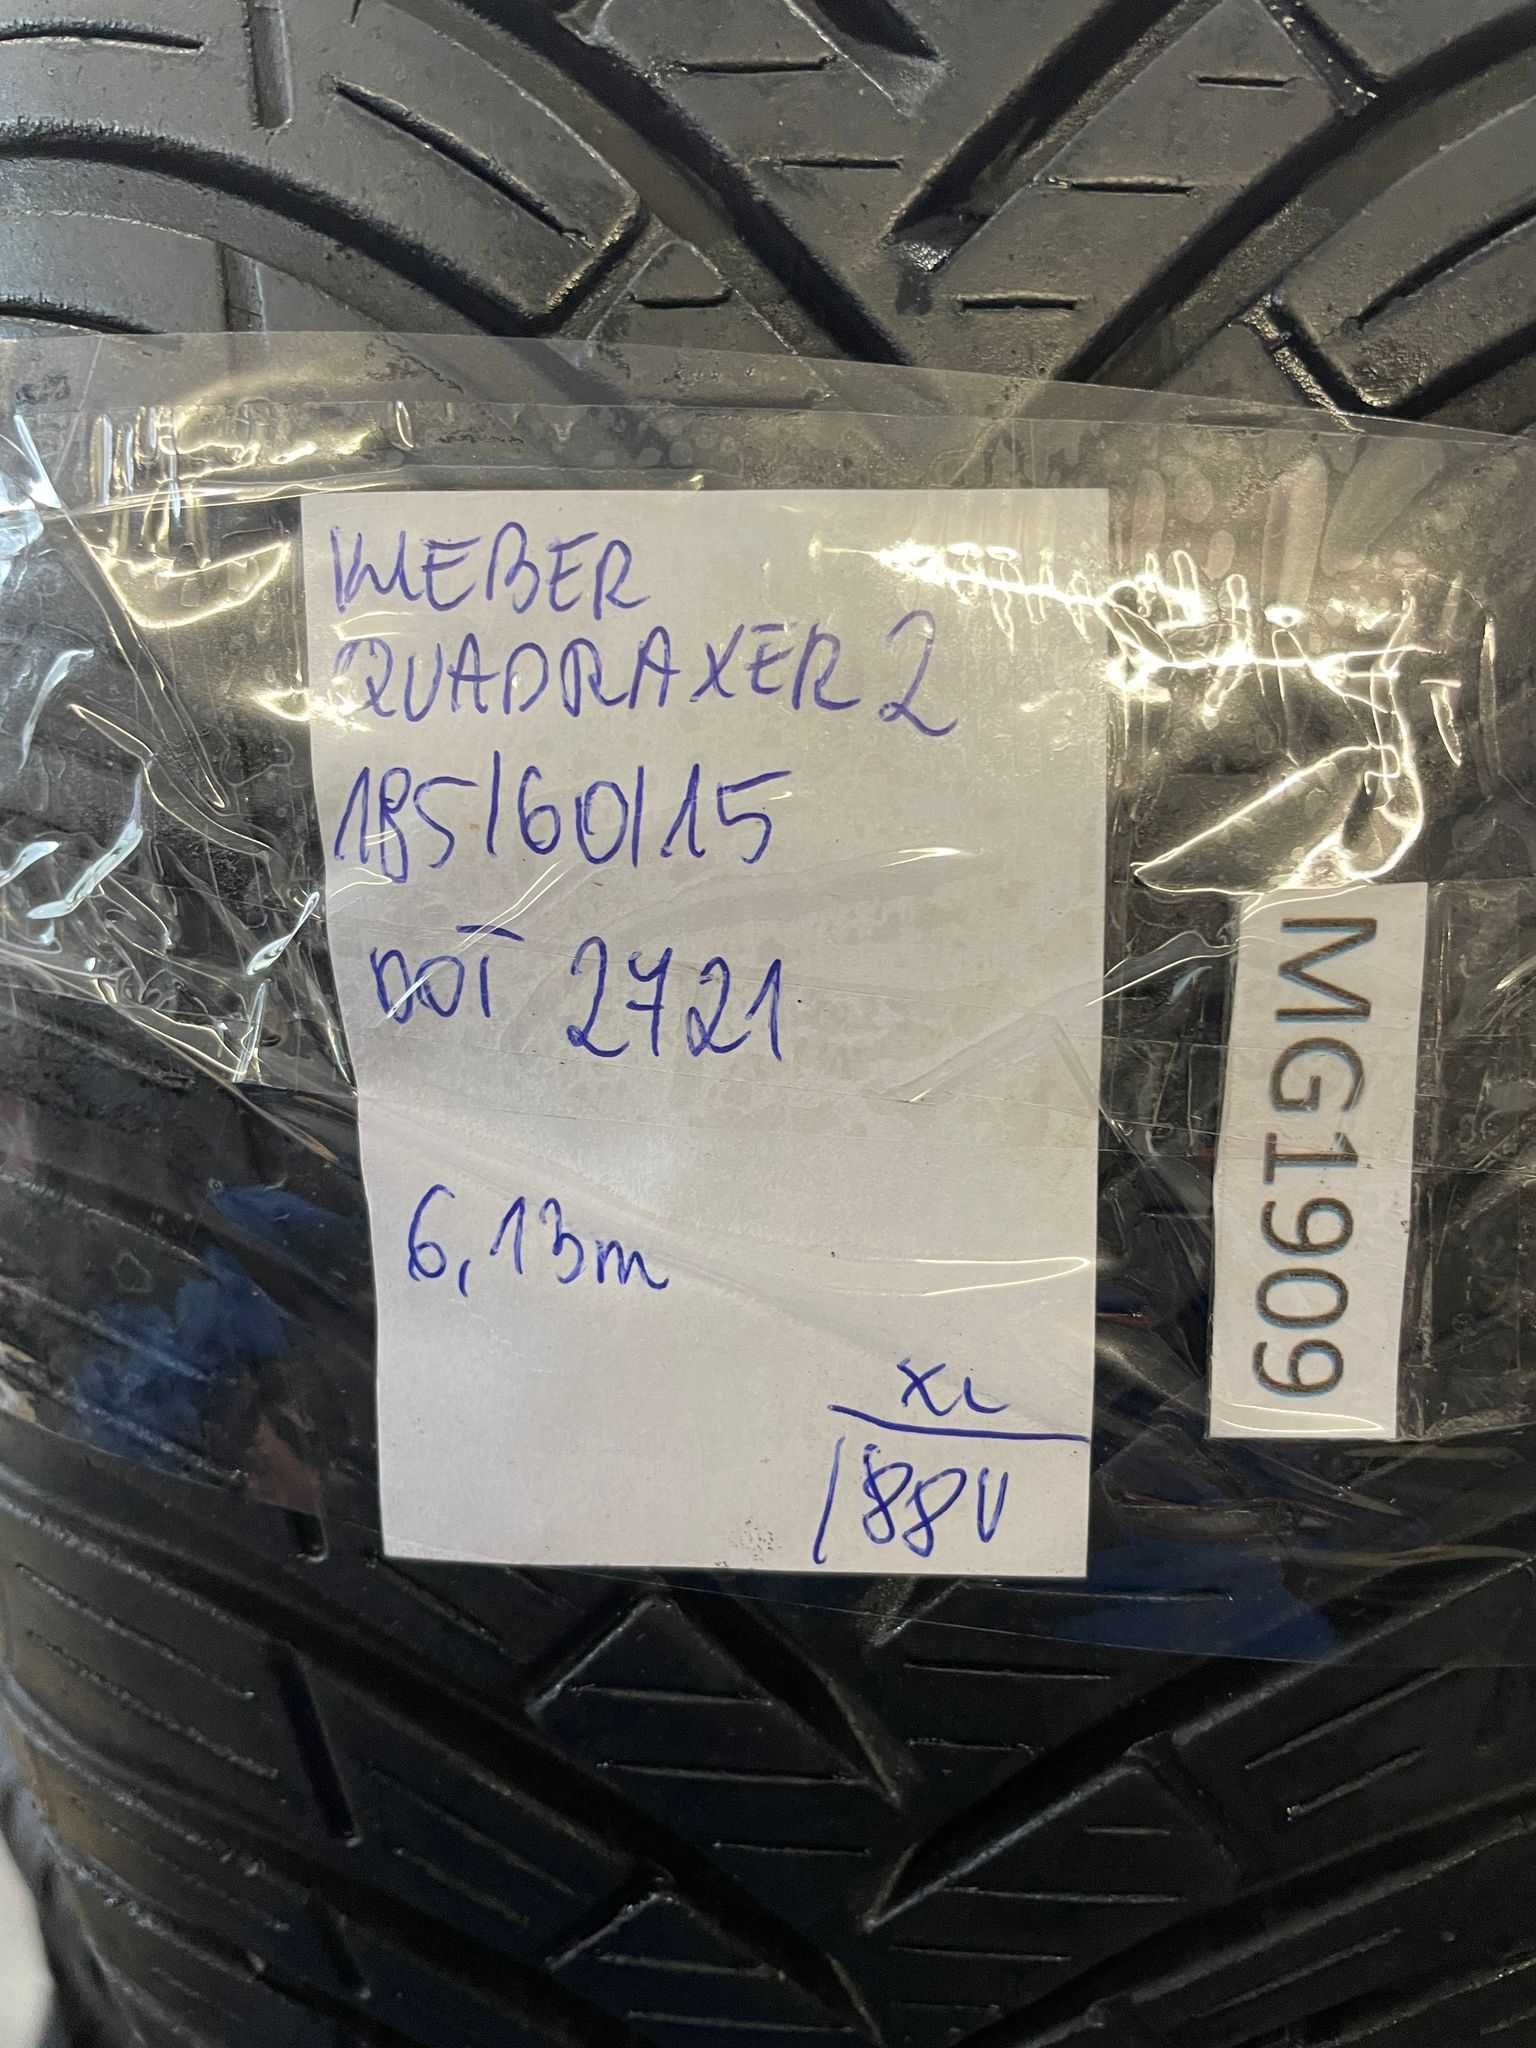 KLEBER
QUADRAXER 2
185/60/15
DOT 2721
6,13m
XL
/88V
MG1909